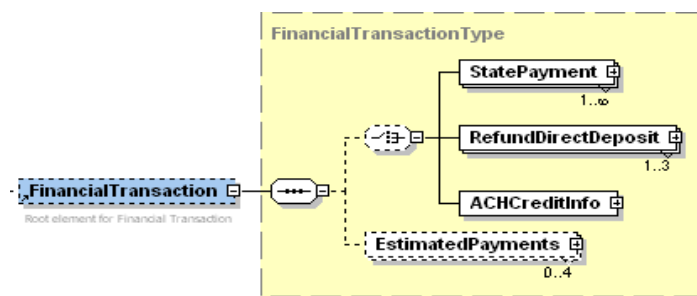 FinancialTransactionType
StatePayment
1..∞
RefundDirectDeposit
1..3
FinancialTransaction
Root element for Financial Transaction
ACHCreditInfo
EstimatedPayments
0..4